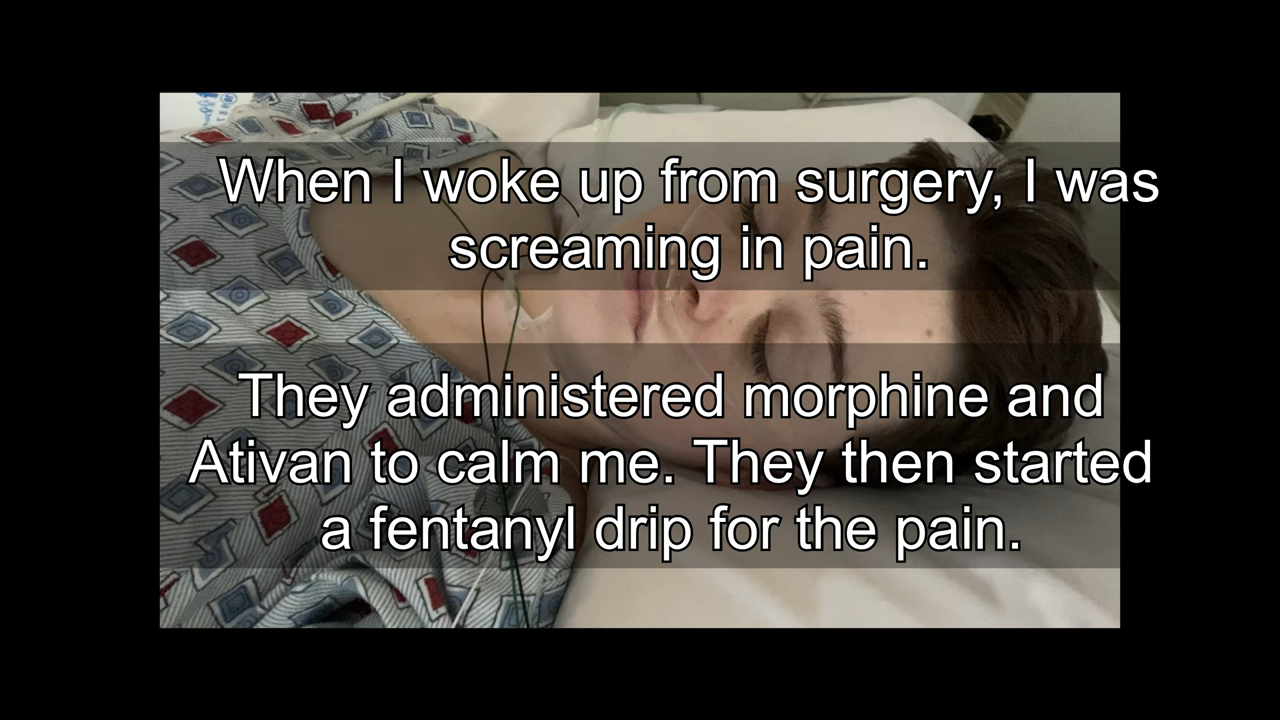 When I woke up from surgery, I was
screaming in pain.
They administered morphine and
Ativan to calm me. They then started
a fentanyl drip for the pain.